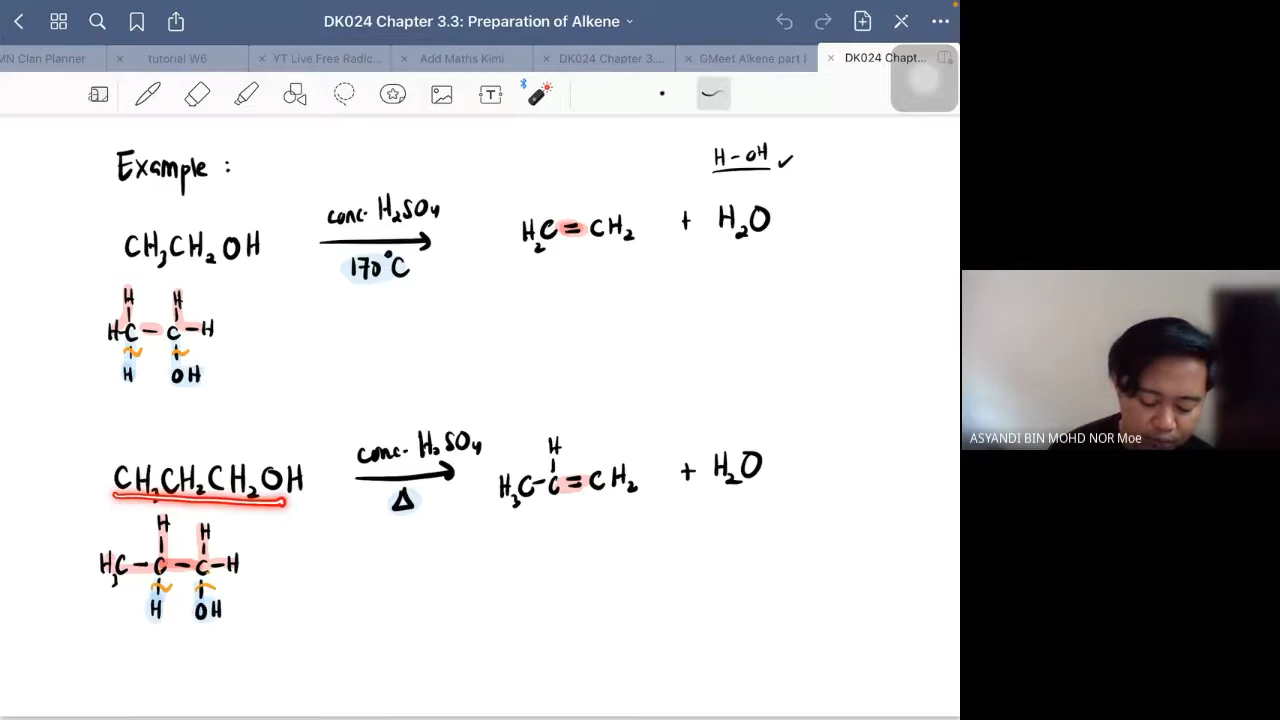 DK024 Chapter 3.3: Preparation of Alkene
MN Clan Planner
tutorial W6
YT Live Free Radic...
Add Maths Kimi
DK024 Chapter 3....
GMeet Alkene part I
DK024 Chapt...
Example :
H-OH ✓
CH₃CH₂OH
conc. H₂SO₄
170°C
H₂C=CH₂ + H₂O
H H
H-C-C-H
H OH
CH₃CH₂CH₂OH
conc. H₂SO₄
Δ
H
H₃C-C=CH₂ + H₂O
H H
H₃C-C-C-H
H OH
ASYANDI BIN MOHD NOR Moe